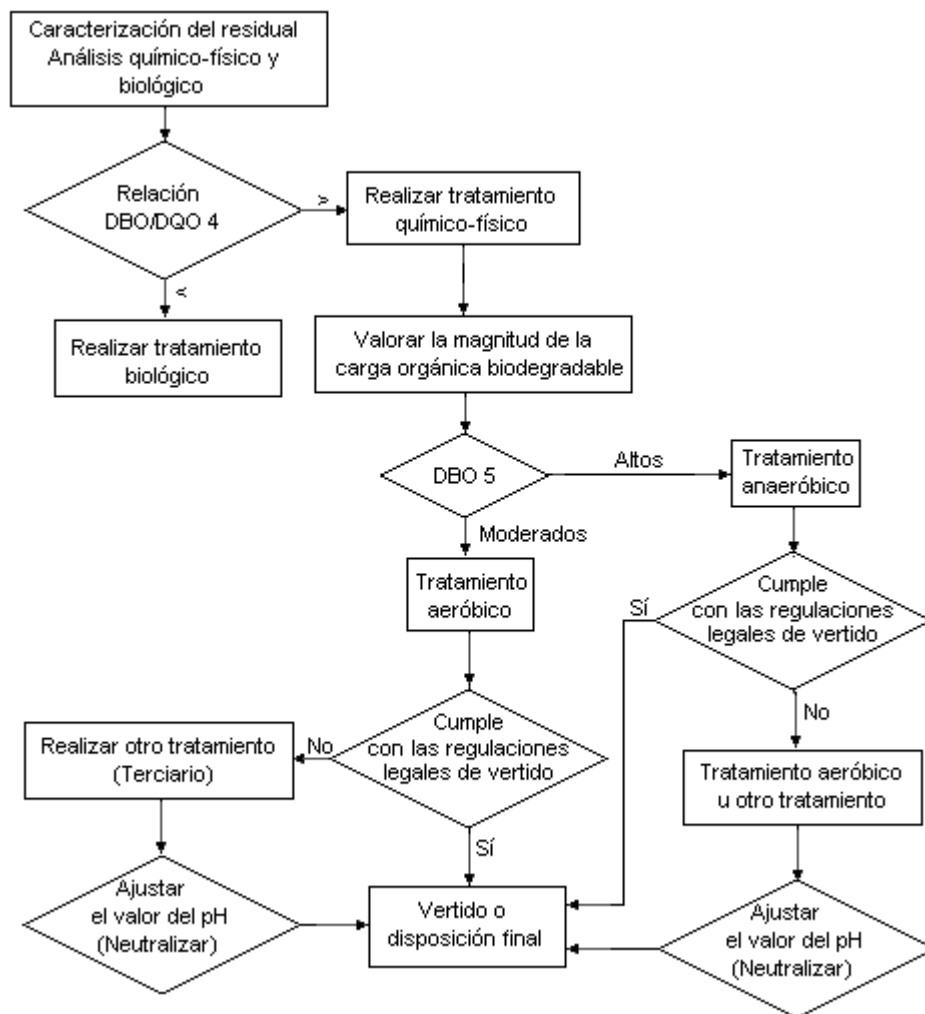 Caracterización del residual
Análisis químico-físico y
biológico
Relación
DBO/DQO 4
>
Realizar tratamiento
químico-físico
<
Realizar tratamiento
biológico
Valorar la magnitud de la
carga orgánica biodegradable
DBO 5
Altos
Tratamiento
anaeróbico
Moderados
Tratamiento
aeróbico
Cumple
con las regulaciones
legales de vertido
Sí
No
Cumple
con las regulaciones
legales de vertido
No
Realizar otro tratamiento
(Terciario)
Tratamiento aeróbico
u otro tratamiento
Sí
Ajustar
el valor del pH
(Neutralizar)
Vertido o
disposición final
Ajustar
el valor del pH
(Neutralizar)